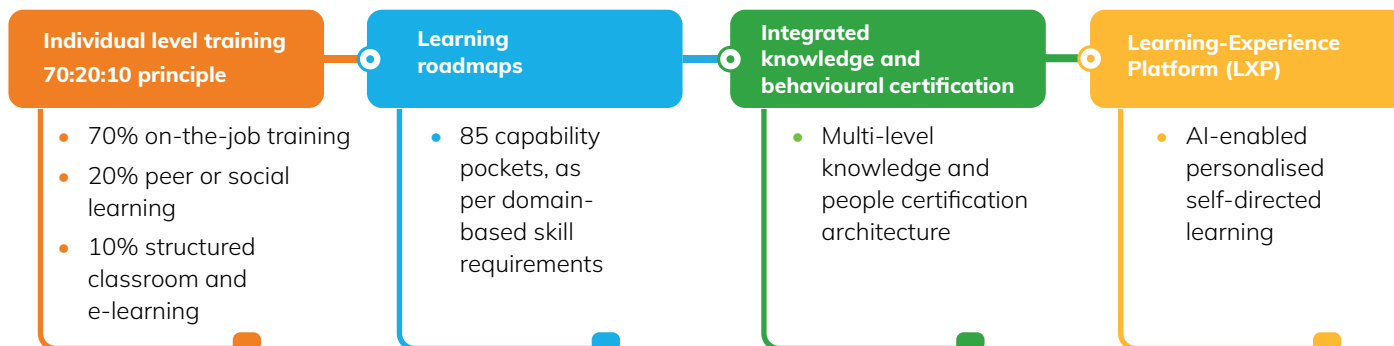 Individual level training
70:20:10 principle
• 70% on-the-job training
• 20% peer or social
learning
• 10% structured
classroom and
e-learning
Learning
roadmaps
• 85 capability
pockets, as
per domain-
based skill
requirements
Integrated
knowledge and
behavioural certification
• Multi-level
knowledge and
people certification
architecture
Learning-Experience
Platform (LXP)
• AI-enabled
personalised
self-directed
learning